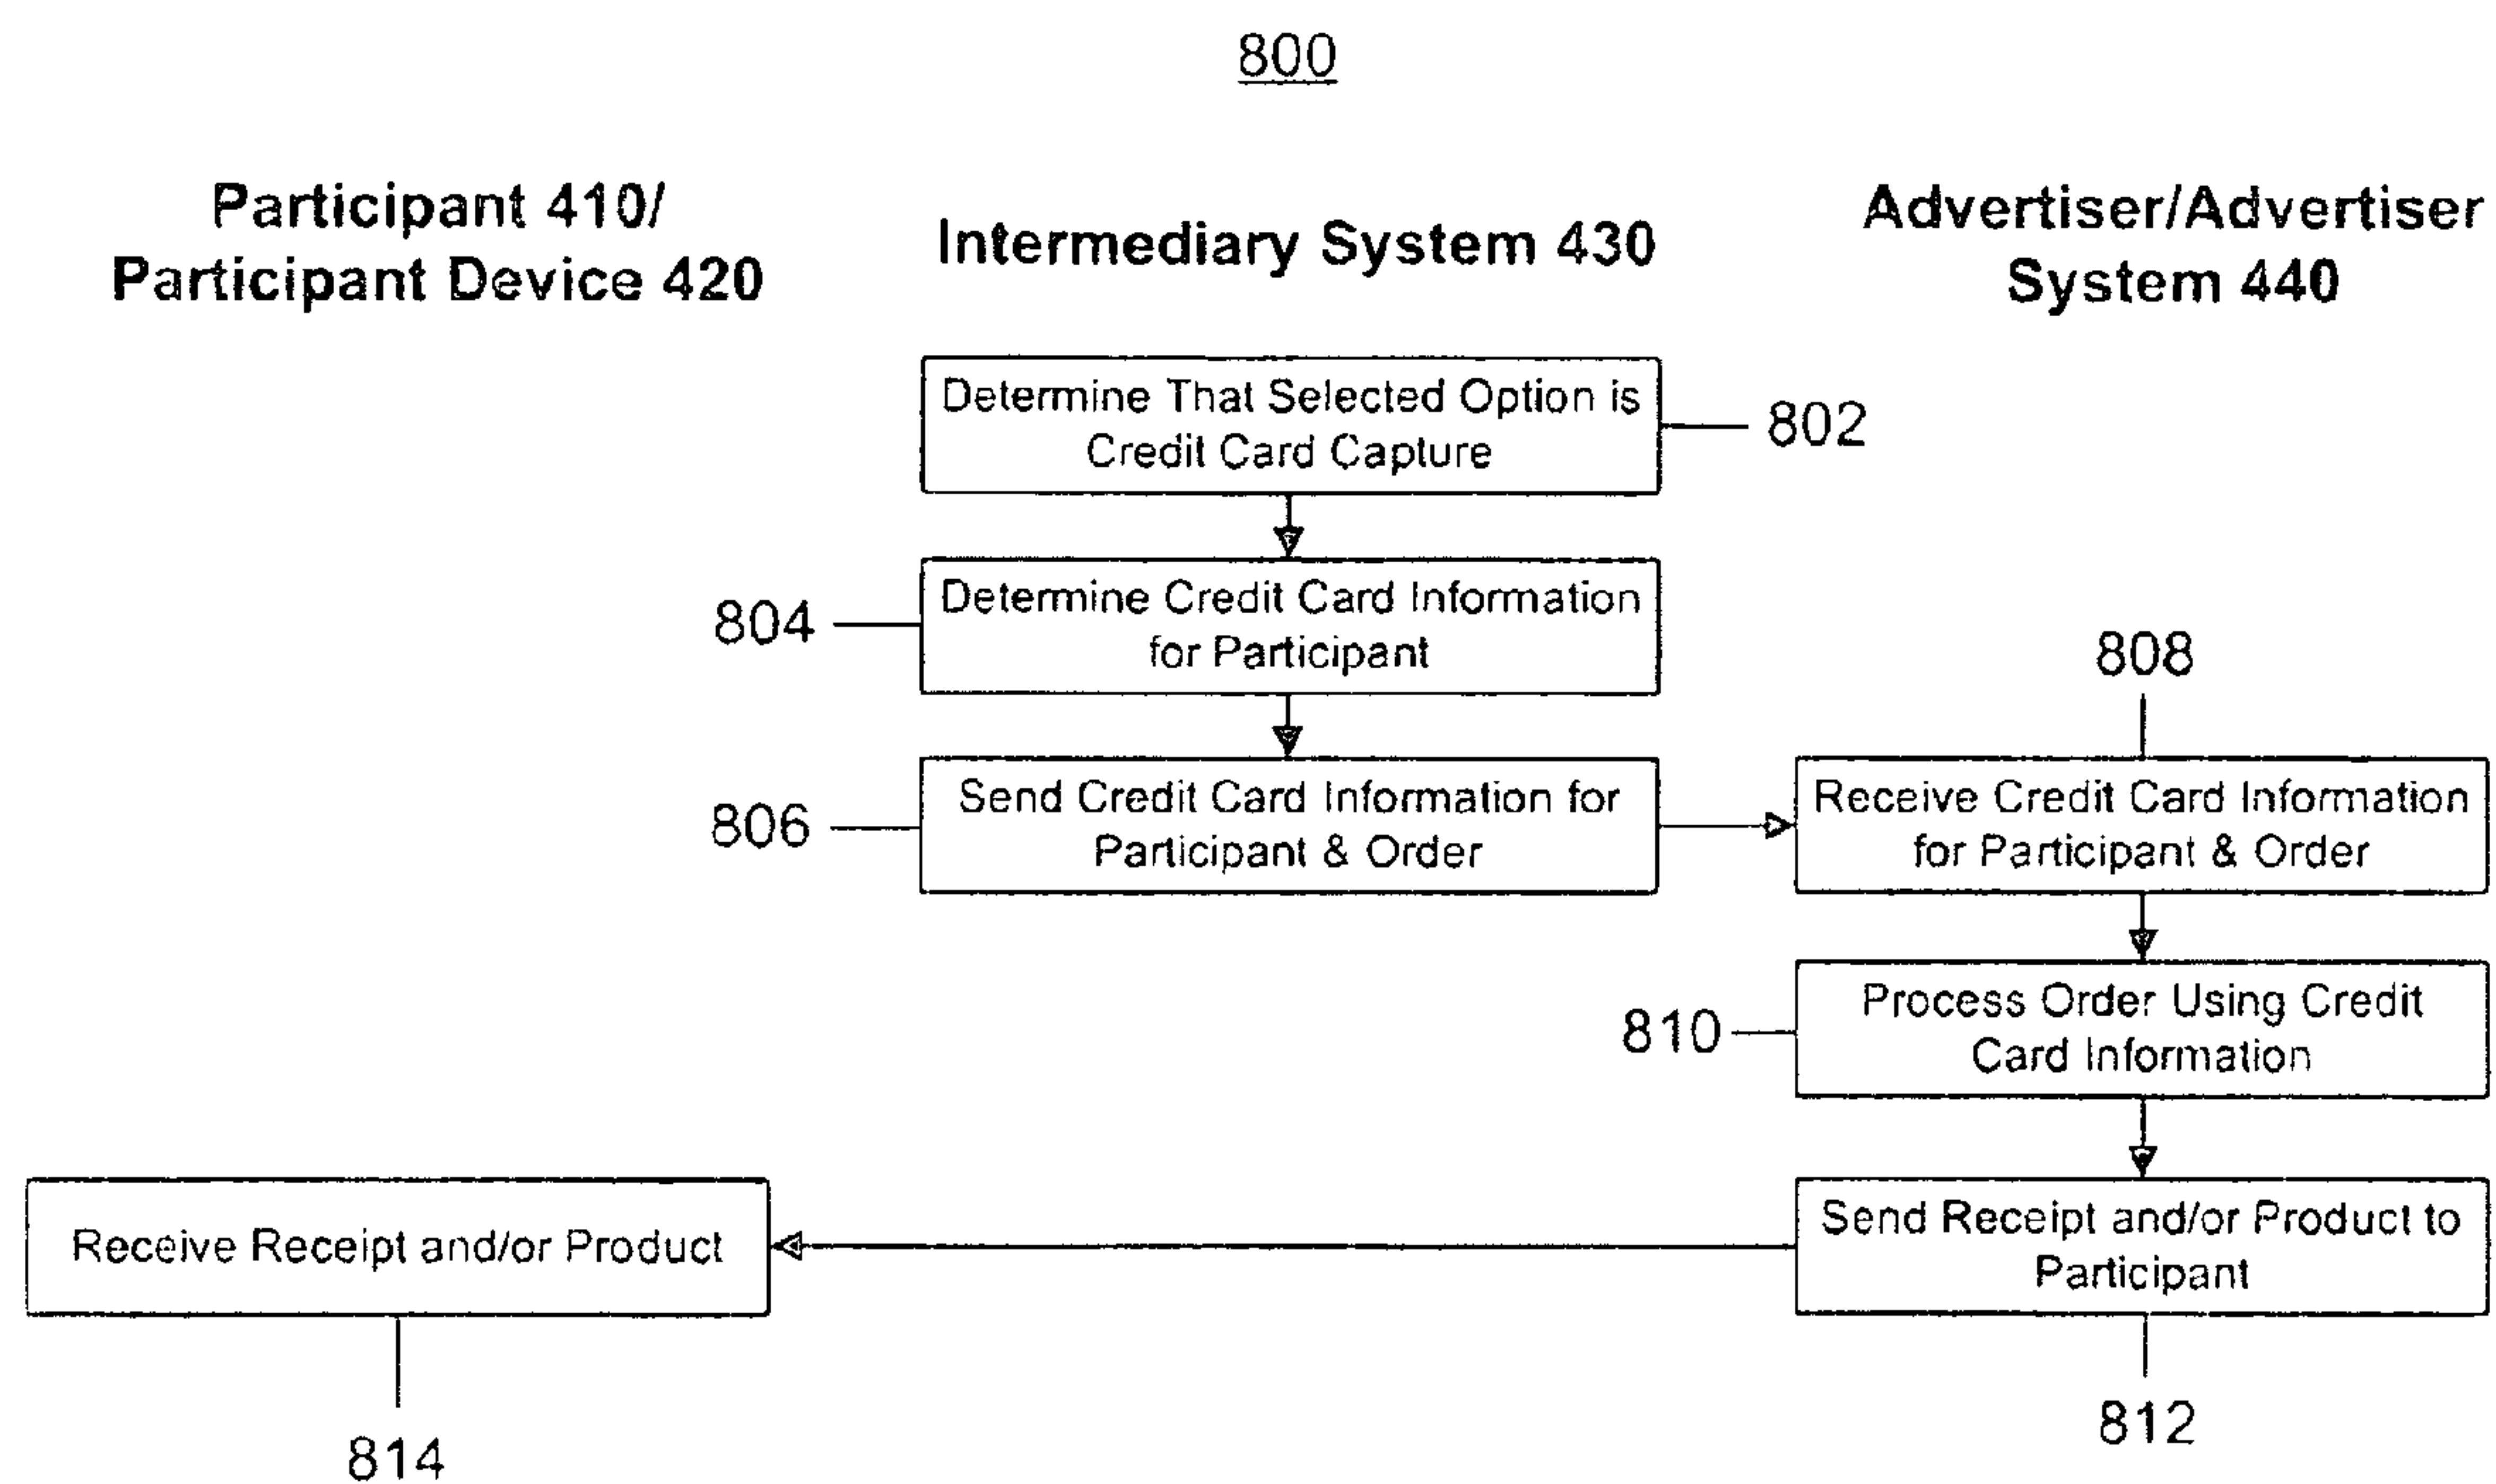 800
Participant 410/
Participant Device 420
Intermediary System 430
Advertiser/Advertiser
System 440
Determine That Selected Option is
Credit Card Capture
802
804
Determine Credit Card Information
for Participant
808
806
Send Credit Card Information for
Participant & Order
Receive Credit Card Information
for Participant & Order
810
Process Order Using Credit
Card Information
Receive Receipt and/or Product
Send Receipt and/or Product to
Participant
814
812